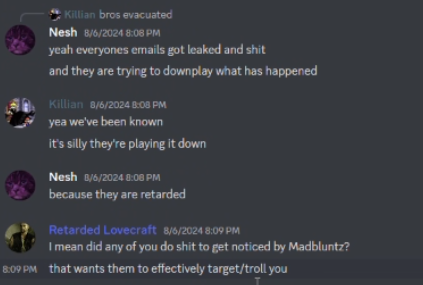 Killian bros evacuated
Nesh 8/6/2024 8:08 PM
yeah everyones emails got leaked and shit
and they are trying to downplay what has happened
Killian 8/6/2024 8:08 PM
yea we've been known
it's silly they're playing it down
Nesh 8/6/2024 8:08 PM
because they are retarded
Retarded Lovecraft 8/6/2024 8:09 PM
I mean did any of you do shit to get noticed by Madbluntz?
8:09 PM that wants them to effectively target/troll you